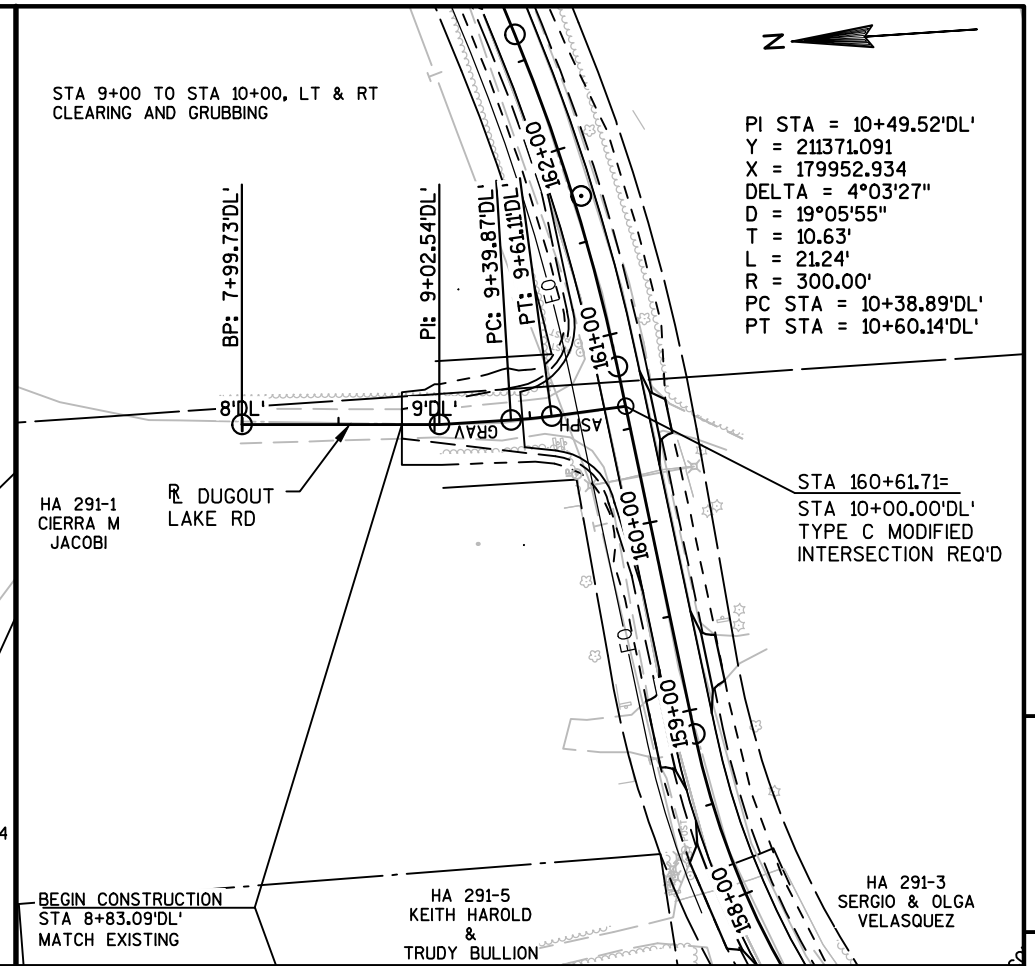 STA 9+00 TO STA 10+00, LT & RT
CLEARING AND GRUBBING
N
PI STA = 10+49.52'DL'
Y = 211371.091
X = 179952.934
DELTA = 4°03'27"
D = 19°05'55"
T = 10.63'
L = 21.24'
R = 300.00'
PC STA = 10+38.89'DL'
PT STA = 10+60.14'DL'
BP: 7+99.73'DL'
PI: 9+02.54'DL'
PC: 9+39.87'DL'
PT: 9+61.11'DL'
162+00
EO
161+00
8'DL'
9'DL'
GRAV
ASPH
HA 291-1
CIERRA M
JACOBI
PL DUGOUT
LAKE RD
STA 160+61.71=
STA 10+00.00'DL'
TYPE C MODIFIED
INTERSECTION REQ'D
160+00
EO
159+00
158+00
4
BEGIN CONSTRUCTION
STA 8+83.09'DL'
MATCH EXISTING
HA 291-5
KEITH HAROLD
&
TRUDY BULLION
HA 291-3
SERGIO & OLGA
VELASQUEZ